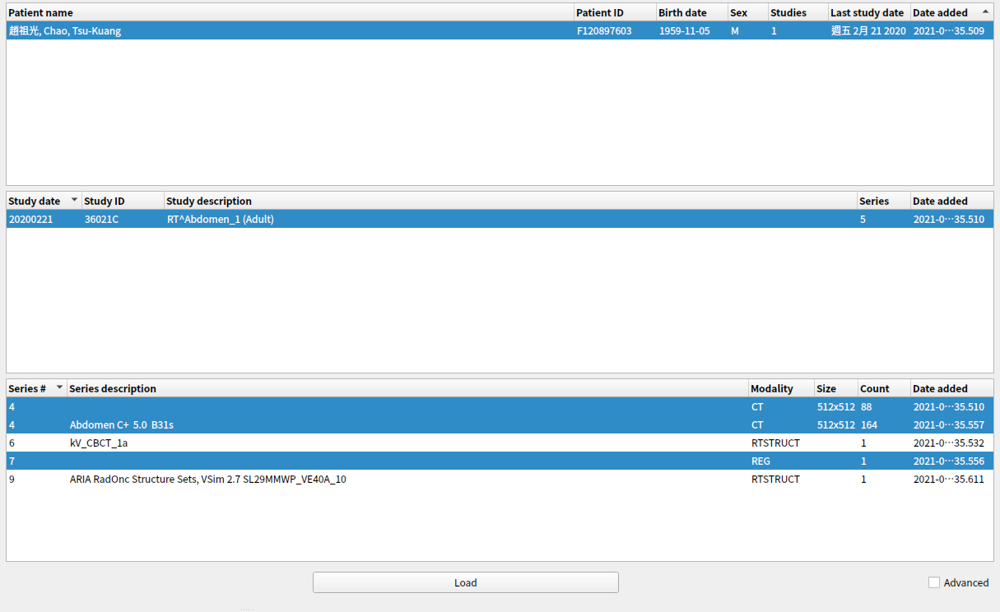 Patient name Patient ID Birth date Sex Studies Last study date Date added
趙祖光, Chao, Tsu-Kuang F120897603 1959-11-05 M 1 週五 2月 21 2020 2021-0⋯35.509
Study date Study ID Study description Series Date added
20200221 36021C RT^Abdomen_1 (Adult) 5 2021-0⋯35.510
Series # Series description Modality Size Count Date added
4 CT 512x512 88 2021-0⋯35.510
4 Abdomen C+ 5.0 B31s CT 512x512 164 2021-0⋯35.557
6 kV_CBCT_1a RTSTRUCT 1 2021-0⋯35.532
7 REG 1 2021-0⋯35.556
9 ARIA RadOnc Structure Sets, VSim 2.7 SL29MMWP_VE40A_10 RTSTRUCT 1 2021-0⋯35.611
Load Advanced